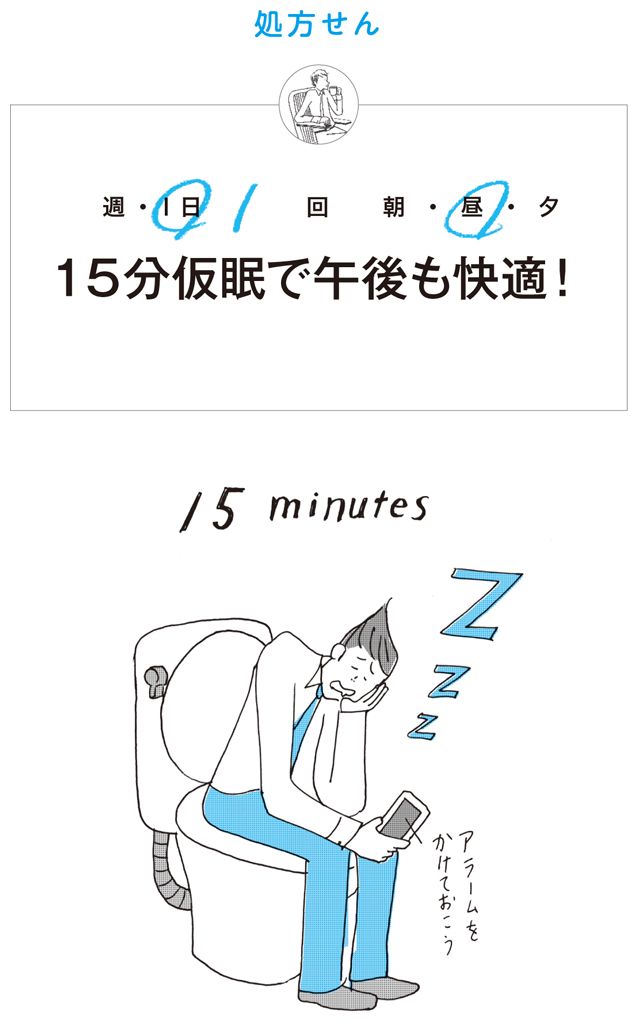 処方せん
週・1日 1 回 朝・昼・夕
15分仮眠で午後も快適！
15 minutes
Z
Z
Z
アラームを
かけておこう